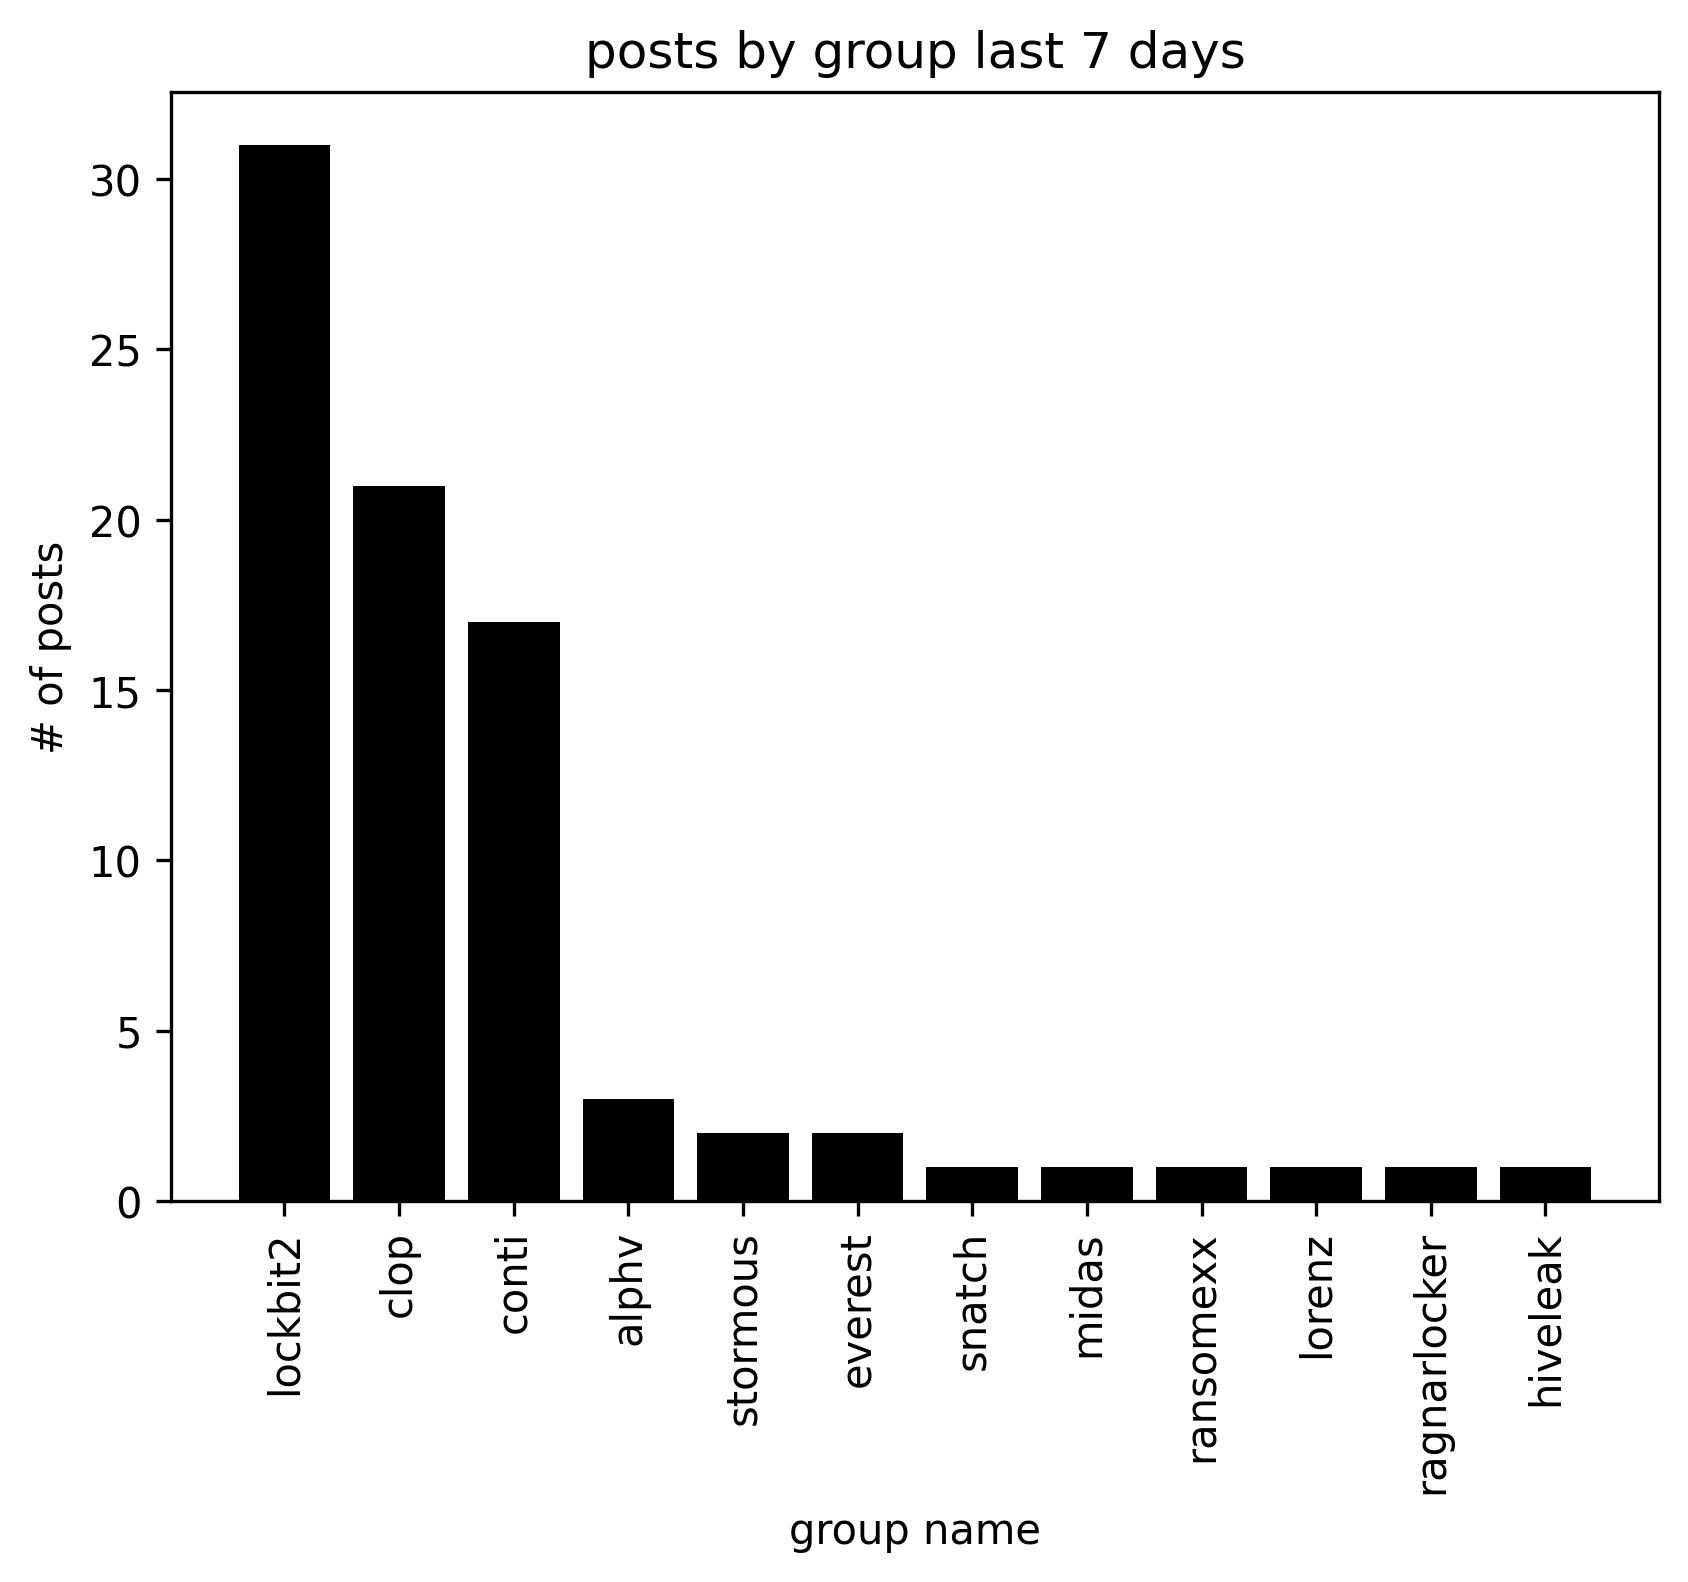 posts by group last 7 days
# of posts
30
25
20
15
10
5
0
lockbit2
clop
conti
alphv
stormous
everest
snatch
midas
ransomexx
lorenz
ragnarlocker
hiveleak
group name